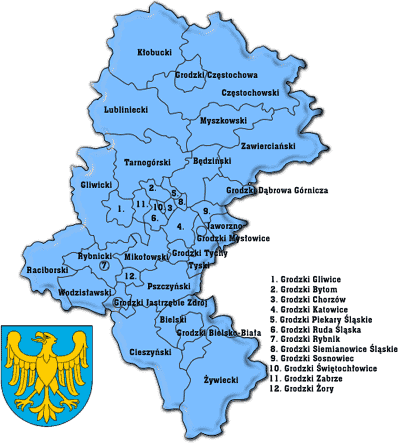 Kłobucki
Grodzki Częstochowa
Częstochowski
Lubliniecki
Myszkowski
Zawierciański
Tarnogórski
Będziński
Gliwicki
Grodzki Dąbrowa Górnicza
2.
5.
8.
1.
11.
10.
3
9.
6.
4.
Jaworzno
Grodzki Mysłowice
Rybnicki
Mikołowski
Grodzki Tychy
7
Tyski
Raciborski
12.
Wodzisławski
Pszczyński
Grodzki Jastrzębie Zdrój
Bielski
Grodzki Bielsko-Biała
Cieszyński
Żywiecki
1. Grodzki Gliwice
2. Grodzki Bytom
3. Grodzki Chorzów
4. Grodzki Katowice
5. Grodzki Piekary Śląskie
6. Grodzki Ruda Śląska
7. Grodzki Rybnik
8. Grodzki Siemianowice Śląskie
9. Grodzki Sosnowiec
10. Grodzki Świętochłowice
11. Grodzki Zabrze
12. Grodzki Żory